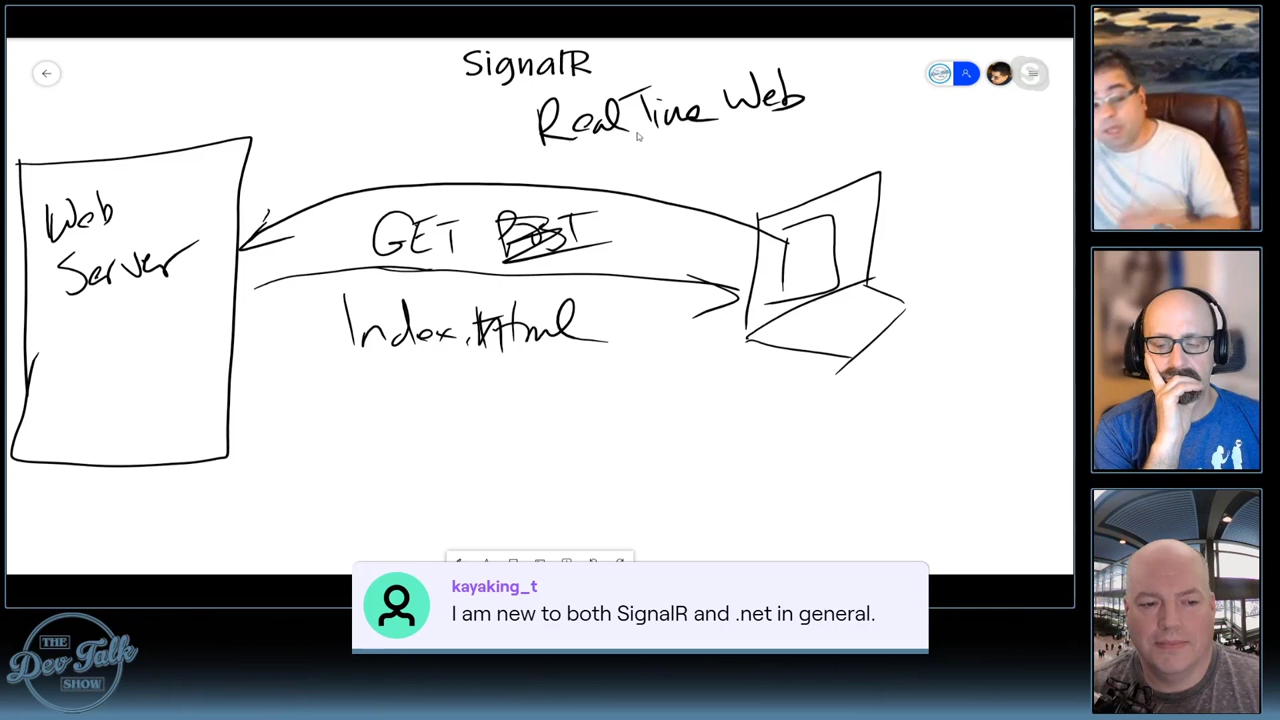 SignalR
Real Time Web
Web
Server
GET
Index.html
kayaking_t
I am new to both SignalR and .net in general.
THE
Dev Talk
SHOW